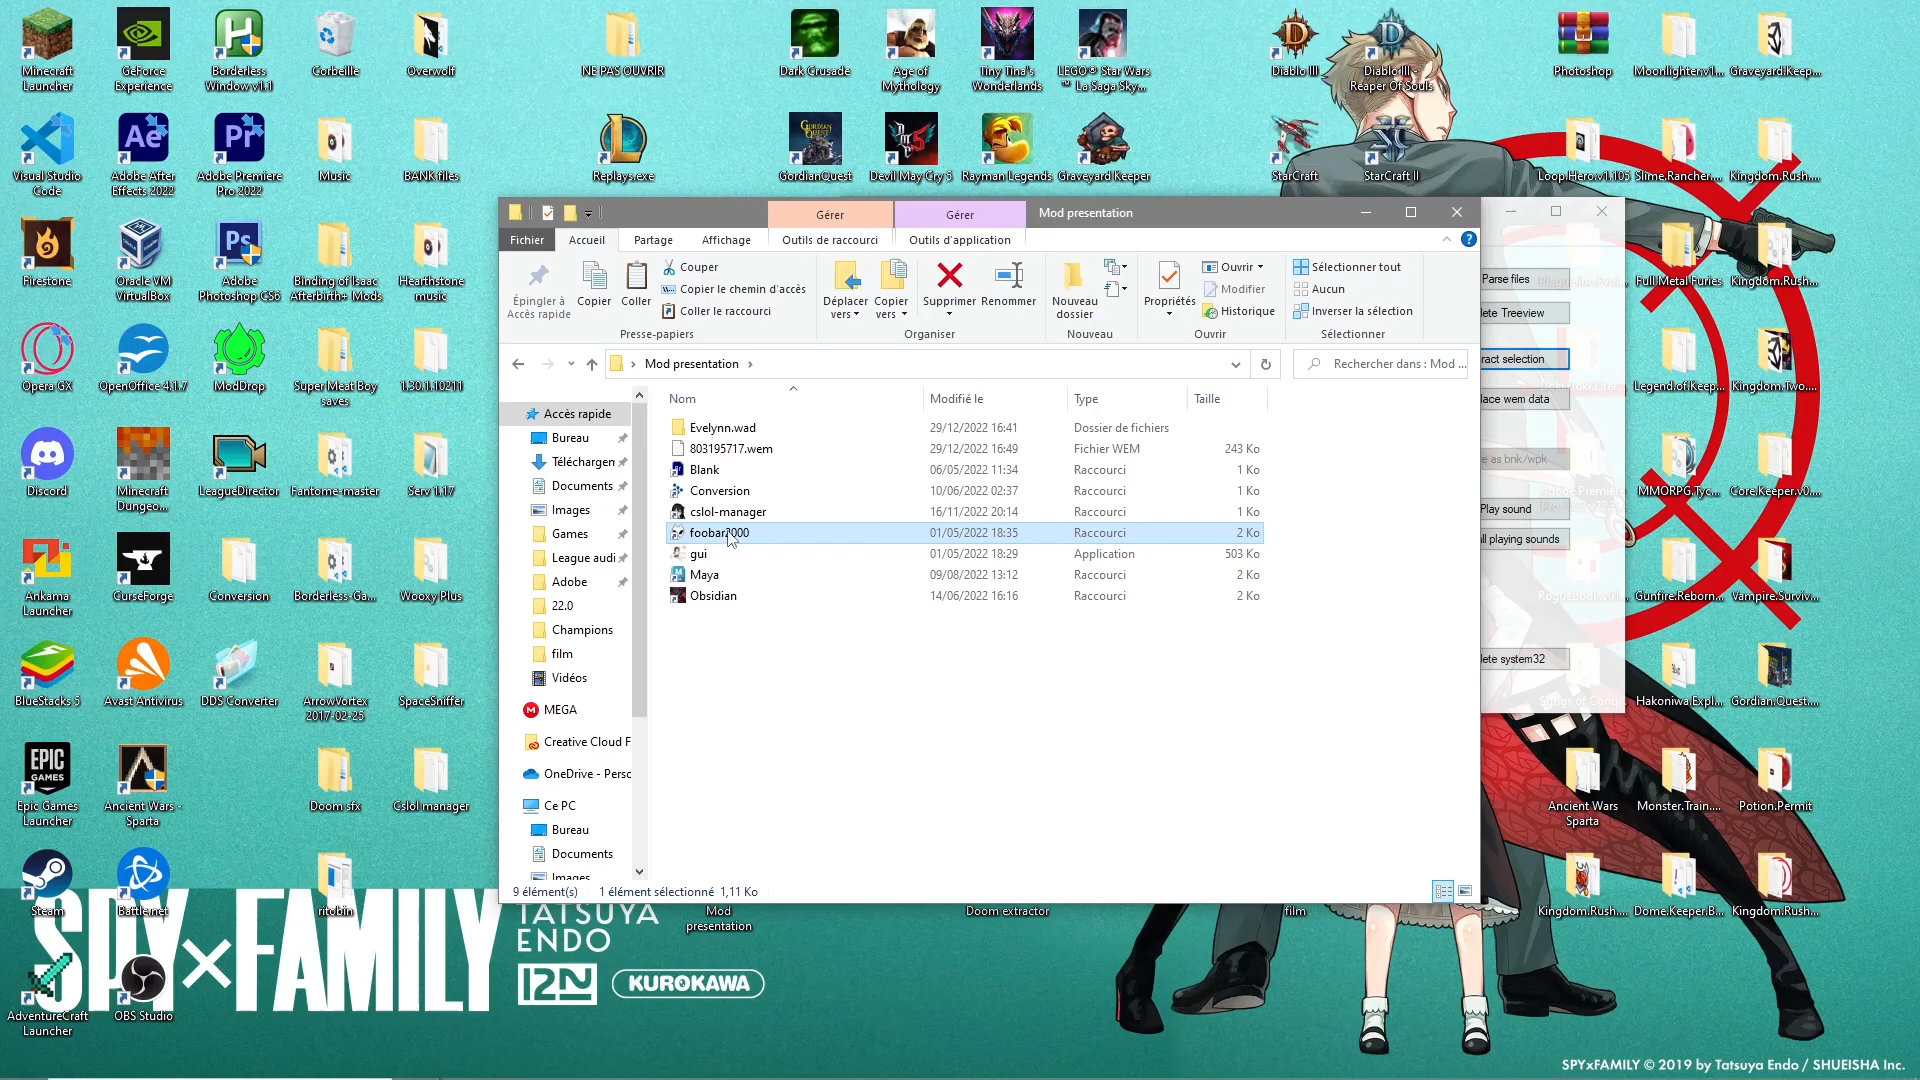 Minecraft Launcher
GeForce Experience
Borderless Window v1.1
Corbeille
Overwolf
NE PAS OUVRIR
Dark Crusade
Age of Mythology
Tiny Tina's Wonderlands
LEGO® Star Wars ™ La Saga Sky...
Diablo III
Diablo III - Reaper Of Souls
Photoshop
Moonlighter.v1....
Graveyard.Keep...
Visual Studio Code
Adobe After Effects 2022
Adobe Premiere Pro 2022
Music
BANK files
Replays.exe
GordianQuest
Devil May Cry 5
Rayman Legends
Graveyard Keeper
StarCraft
StarCraft II
Loop.Hero.v1.105
Slime.Rancher....
Kingdom.Rush....
Firestone
Oracle VM VirtualBox
Adobe Photoshop CS6
Binding of Isaac Afterbirth+ Mods
Hearthstone music
Full Metal Furies
Kingdom.Rush...
Opera GX
OpenOffice 4.1.7
ModDrop
Super Meat Boy saves
1.30.1.10211
Legend.of.Keep...
Kingdom.Two....
Discord
Minecraft Dungeo...
LeagueDirector
Fantome-master
Serv 1.17
MMORPG.Tyc...
Core.Keeper.v0....
Ankama Launcher
CurseForge
Conversion
Borderless-Ga...
Wooxy Plus
Gunfire.Reborn...
Vampire.Surviv...
BlueStacks 5
Avast Antivirus
DDS Converter
ArrowVortex 2017-02-25
SpaceSniffer
Hakoniwa.Expl...
Gordian.Quest....
Epic Games Launcher
Ancient Wars - Sparta
Doom sfx
Cslol manager
Ancient Wars Sparta
Monster.Train....
Potion.Permit
Steam
Battle.net
ritobin
Mod presentation
Doom extractor
film
Kingdom.Rush...
Dome.Keeper.B...
Kingdom.Rush...
AdventureCraft Launcher
OBS Studio
Gérer
Gérer
Mod presentation
Fichier
Accueil
Partage
Affichage
Outils de raccourci
Outils d'application
Épingler à Accès rapide
Copier
Coller
Couper
Copier le chemin d'accès
Coller le raccourci
Presse-papiers
Déplacer vers
Copier vers
Supprimer
Renommer
Organiser
Nouveau dossier
Nouveau
Propriétés
Ouvrir
Modifier
Historique
Ouvrir
Sélectionner tout
Aucun
Inverser la sélection
Sélectionner
Mod presentation
Rechercher dans : Mod ...
Nom
Modifié le
Type
Taille
Evelynn.wad 29/12/2022 16:41 Dossier de fichiers
803195717.wem 29/12/2022 16:49 Fichier WEM 243 Ko
Blank 06/05/2022 11:34 Raccourci 1 Ko
Conversion 10/06/2022 02:37 Raccourci 1 Ko
cslol-manager 16/11/2022 20:14 Raccourci 1 Ko
foobar2000 01/05/2022 18:35 Raccourci 2 Ko
gui 01/05/2022 18:29 Application 503 Ko
Maya 09/08/2022 13:12 Raccourci 2 Ko
Obsidian 14/06/2022 16:16 Raccourci 2 Ko
Accès rapide
Bureau
Téléchargen
Documents
Images
Games
League audi
Adobe
22.0
Champions
film
Vidéos
MEGA
Creative Cloud F
OneDrive - Perso
Ce PC
Bureau
Documents
Images
9 élément(s)
1 élément sélectionné 1,11 Ko
Parse files
lete Treeview
ract selection
lace wem data
e as bnk/wpk
Play sound
ll playing sounds
lete system32
SPY×FAMILY
TATSUYA
ENDO
KUROKAWA
SPYxFAMILY © 2019 by Tatsuya Endo / SHUEISHA Inc.